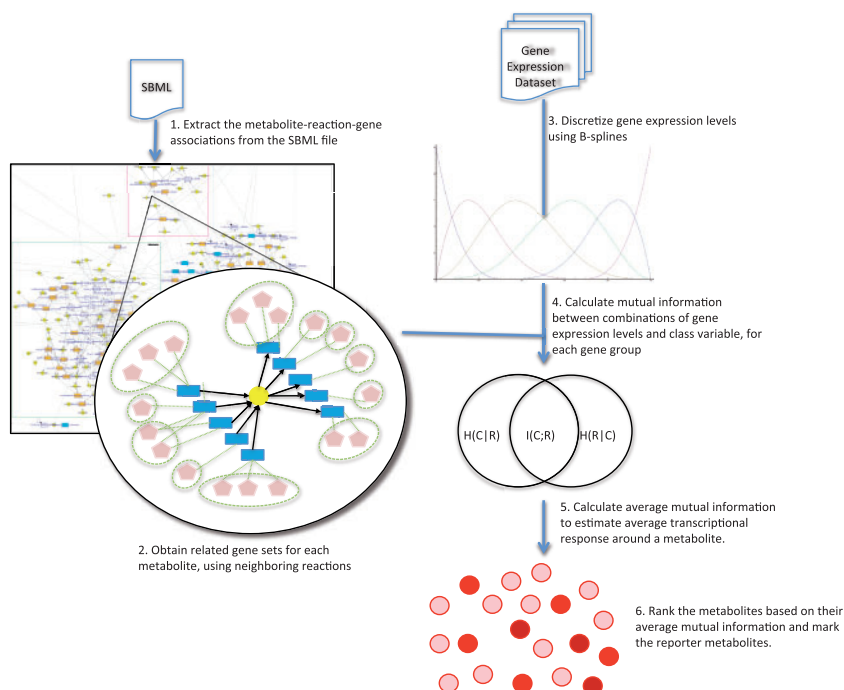 SBML
1. Extract the metabolite-reaction-gene
associations from the SBML file
2. Obtain related gene sets for each
metabolite, using neighboring reactions
Gene
Expression
Dataset
3. Discretize gene expression levels
using B-splines
4. Calculate mutual information
between combinations of gene
expression levels and class variable, for
each gene group
H(C|R) I(C;R) H(R|C)
5. Calculate average mutual information
to estimate average transcriptional
response around a metabolite.
6. Rank the metabolites based on their
average mutual information and mark
the reporter metabolites.